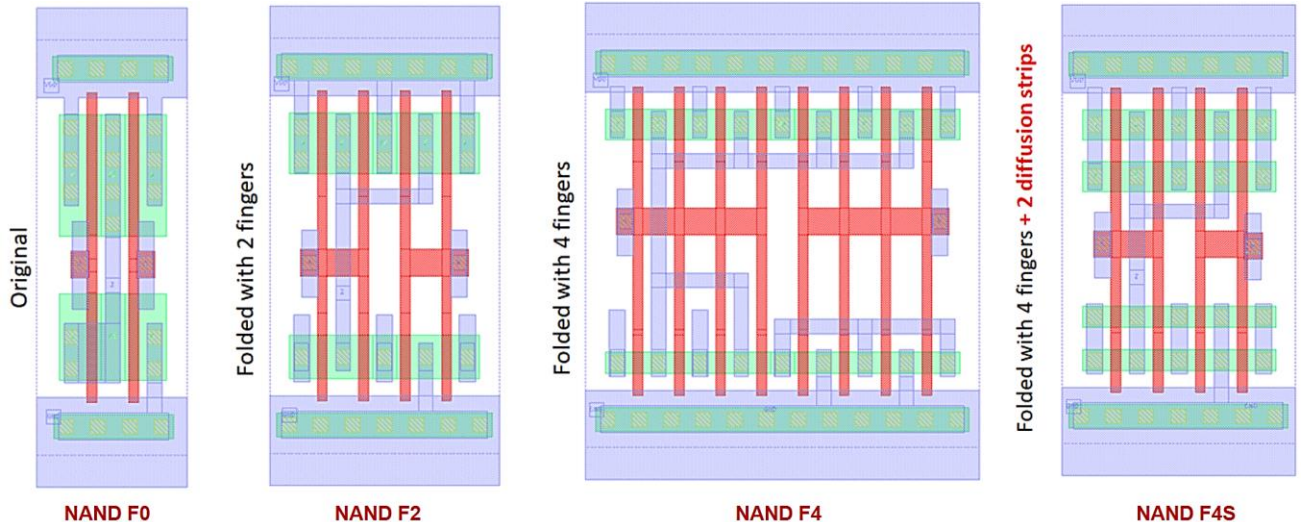 Original
Folded with 2 fingers
Folded with 4 fingers
Folded with 4 fingers + 2 diffusion strips
Z
Z
Z
NAND F0
NAND F2
NAND F4
NAND F4S